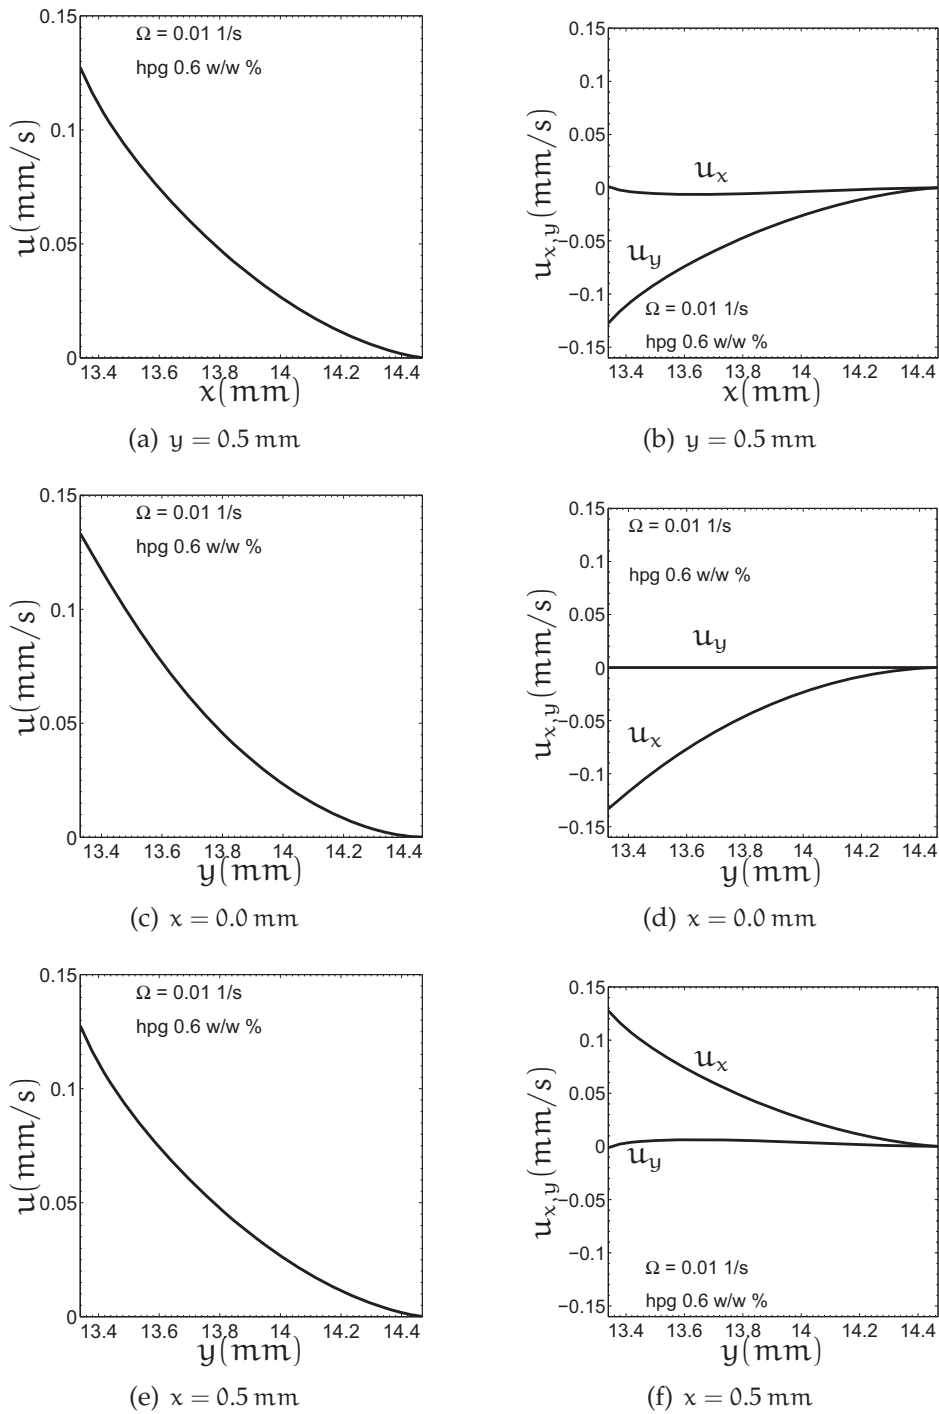 0.15
Ω = 0.01 1/s
hpg 0.6 w/w %
0.1
u(mm/s)
0.05
0
13.4 13.6 13.8 14 14.2 14.4
x(mm)
(a) y = 0.5 mm
0.15
0.1
0.05
u_x
0
u_{x,y}(mm/s)
−0.05
u_y
−0.1
Ω = 0.01 1/s
hpg 0.6 w/w %
−0.15
13.4 13.6 13.8 14 14.2 14.4
x(mm)
(b) y = 0.5 mm
0.15
Ω = 0.01 1/s
hpg 0.6 w/w %
0.1
u(mm/s)
0.05
0
13.4 13.6 13.8 14 14.2 14.4
y(mm)
(c) x = 0.0 mm
0.15
Ω = 0.01 1/s
0.1
hpg 0.6 w/w %
0.05
u_y
0
u_{x,y}(mm/s)
−0.05
u_x
−0.1
−0.15
13.4 13.6 13.8 14 14.2 14.4
y(mm)
(d) x = 0.0 mm
0.15
Ω = 0.01 1/s
hpg 0.6 w/w %
0.1
u(mm/s)
0.05
0
13.4 13.6 13.8 14 14.2 14.4
y(mm)
(e) x = 0.5 mm
0.15
0.1
u_x
0.05
0
u_y
u_{x,y}(mm/s)
−0.05
−0.1
Ω = 0.01 1/s
hpg 0.6 w/w %
−0.15
13.4 13.6 13.8 14 14.2 14.4
y(mm)
(f) x = 0.5 mm